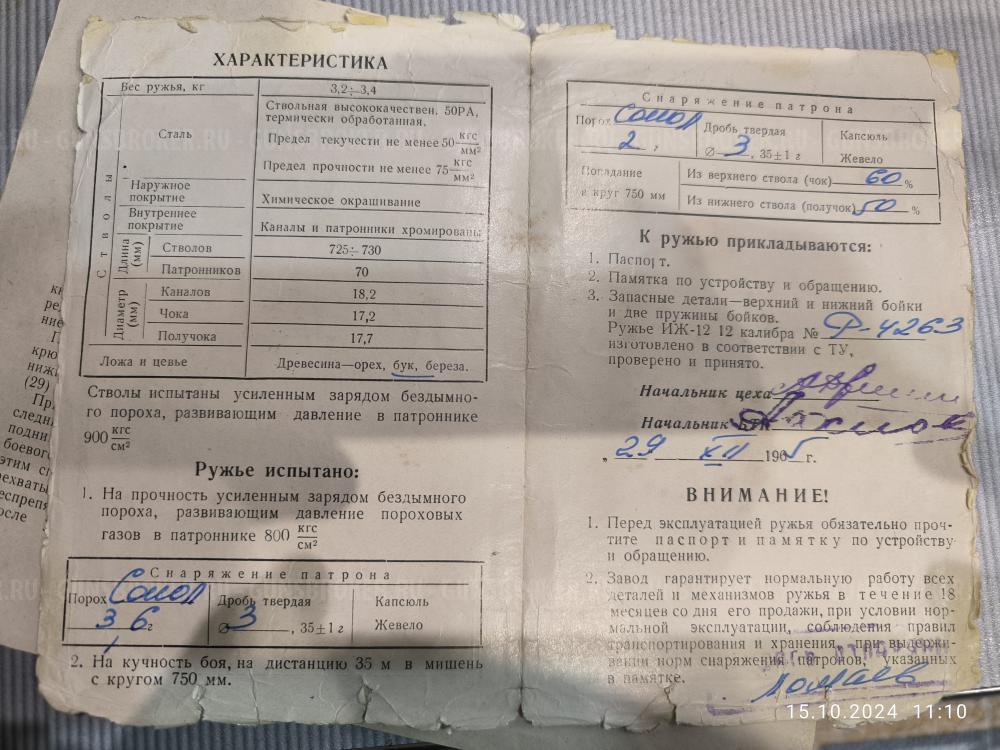 ХАРАКТЕРИСТИКА
Вес ружья, кг
3,2÷3,4
Стволы
Сталь
Ствольная высококачествен. 50РА,
термически обработанная.
Предел текучести не менее 50 кгс/мм²
Предел прочности не менее 75 кгс/мм²
Наружное
покрытие
Химическое окрашивание
Внутреннее
покрытие
Каналы и патронники хромированы
Длина
(мм)
Стволов
725÷730
Патронников
70
Диаметр
(мм)
Каналов
18,2
Чока
17,2
Получока
17,7
Ложа и цевье
Древесина—орех, бук, береза.
Стволы испытаны усиленным зарядом бездымно-
го пороха, развивающим давление в патроннике
900 кгс/см²
Ружье испытано:
1. На прочность усиленным зарядом бездымного
пороха, развивающим давление пороховых
газов в патроннике 800 кгс/см²
Снаряжение патрона
Порох Сокол
3 6 г
Дробь твердая
∅ 3, 35±1 г
Капсюль
Жевело
2. На кучность боя, на дистанцию 35 м в мишень
с кругом 750 мм.
Снаряжение патрона
Порох Сокол
2,
Дробь твердая
∅ 3, 35±1 г
Капсюль
Жевело
Попадание
в круг 750 мм
Из верхнего ствола (чок) 60 %
Из нижнего ствола (получок) 50 %
К ружью прикладываются:
1. Паспорт.
2. Памятка по устройству и обращению.
3. Запасные детали—верхний и нижний бойки
и две пружины бойков.
Ружье ИЖ-12 12 калибра № Р-4263
изготовлено в соответствии с ТУ,
проверено и принято.
Начальник цеха
Начальник БТК
„ 29 XII 1965 г.
ВНИМАНИЕ!
1. Перед эксплуатацией ружья обязательно проч-
тите паспорт и памятку по устройству
и обращению.
2. Завод гарантирует нормальную работу всех
деталей и механизмов ружья в течение 18
месяцев со дня его продажи, при условии нор-
мальной эксплуатации, соблюдения правил
транспортирования и хранения, при выдержи-
вании норм снаряжения патронов, указанных
в памятке.
15.10.2024 11:10